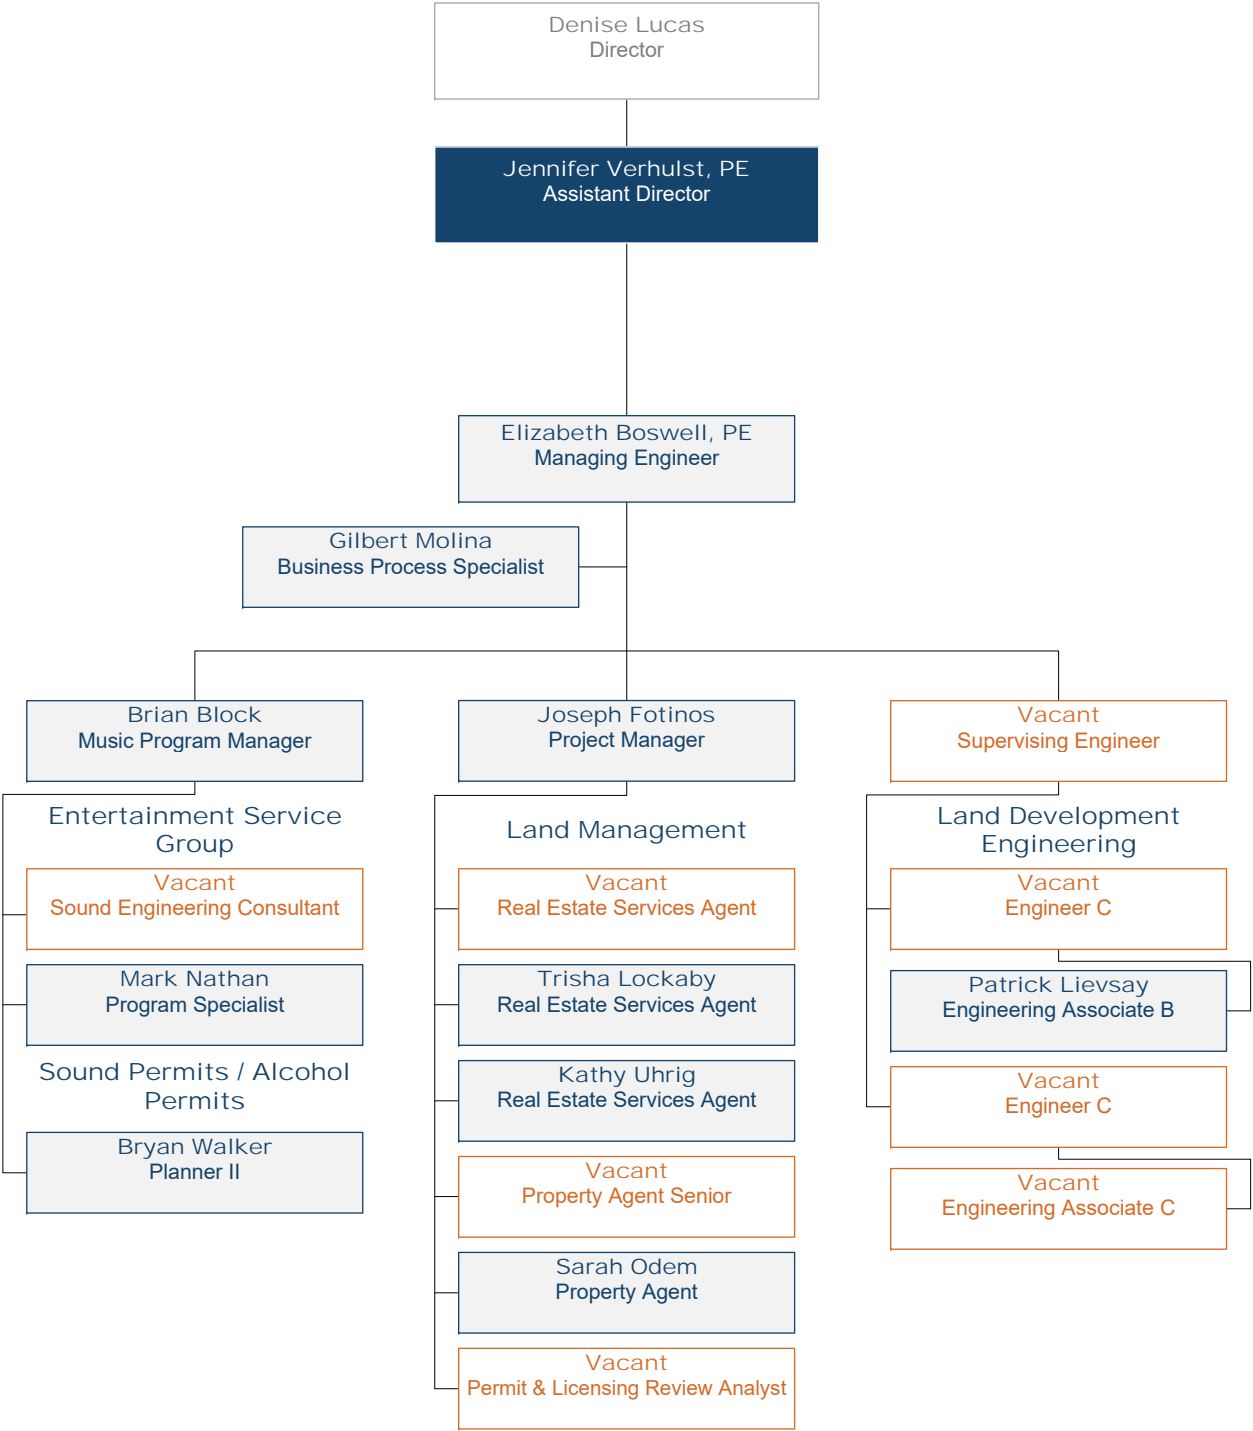 Denise Lucas
Director
Jennifer Verhulst, PE
Assistant Director
Elizabeth Boswell, PE
Managing Engineer
Gilbert Molina
Business Process Specialist
Brian Block
Music Program Manager
Entertainment Service
Group
Vacant
Sound Engineering Consultant
Mark Nathan
Program Specialist
Sound Permits / Alcohol
Permits
Bryan Walker
Planner II
Joseph Fotinos
Project Manager
Land Management
Vacant
Real Estate Services Agent
Trisha Lockaby
Real Estate Services Agent
Kathy Uhrig
Real Estate Services Agent
Vacant
Property Agent Senior
Sarah Odem
Property Agent
Vacant
Permit & Licensing Review Analyst
Vacant
Supervising Engineer
Land Development
Engineering
Vacant
Engineer C
Patrick Lievsay
Engineering Associate B
Vacant
Engineer C
Vacant
Engineering Associate C